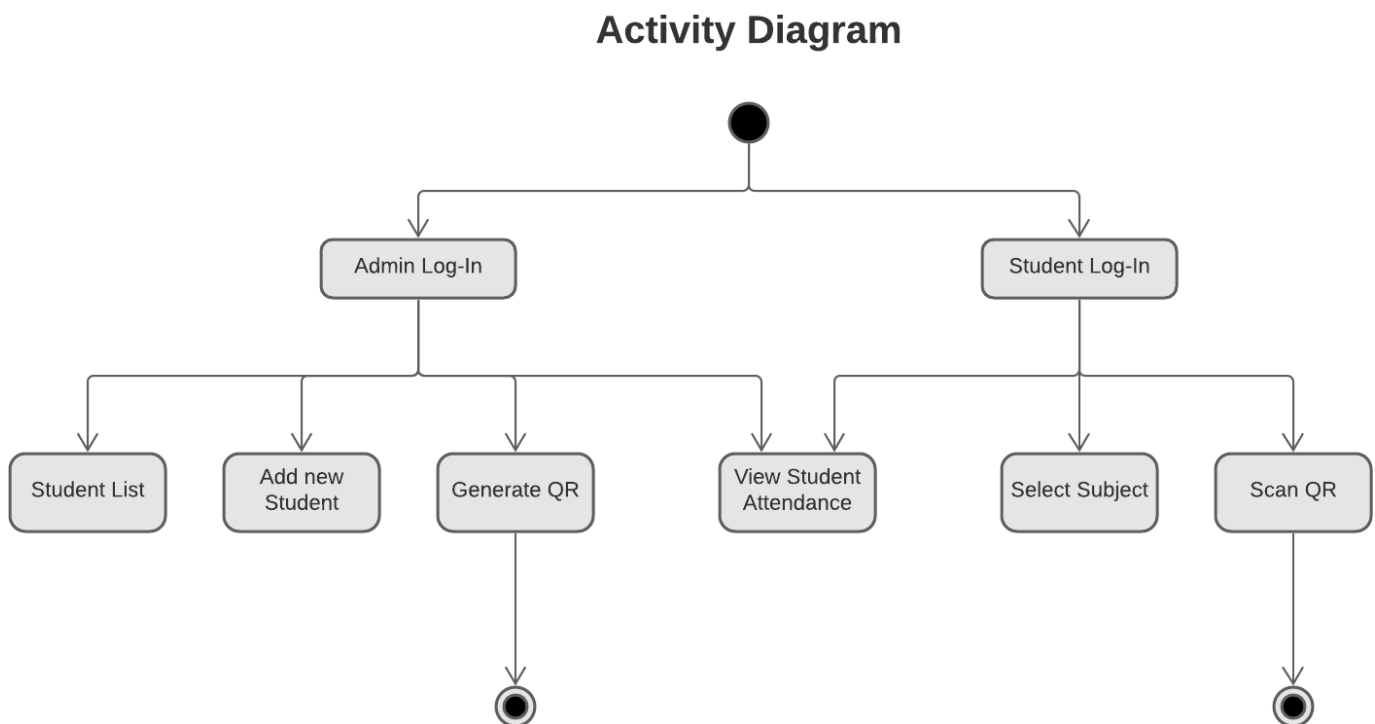 Activity Diagram
Admin Log-In
Student Log-In
Student List
Add new
Student
Generate QR
View Student
Attendance
Select Subject
Scan QR